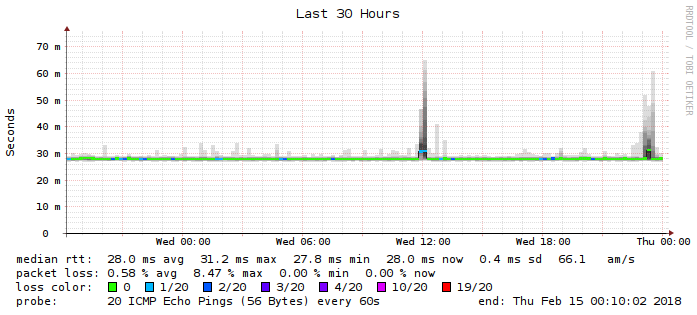 Last 30 Hours
RRDTOOL / TOBI OETIKER
Seconds
70 m
60 m
50 m
40 m
30 m
20 m
10 m
0
Wed 00:00 Wed 06:00 Wed 12:00 Wed 18:00 Thu 00:00
median rtt: 28.0 ms avg 31.2 ms max 27.8 ms min 28.0 ms now 0.4 ms sd 66.1 am/s
packet loss: 0.58 % avg 8.47 % max 0.00 % min 0.00 % now
loss color: 0 1/20 2/20 3/20 4/20 10/20 19/20
probe: 20 ICMP Echo Pings (56 Bytes) every 60s end: Thu Feb 15 00:10:02 2018